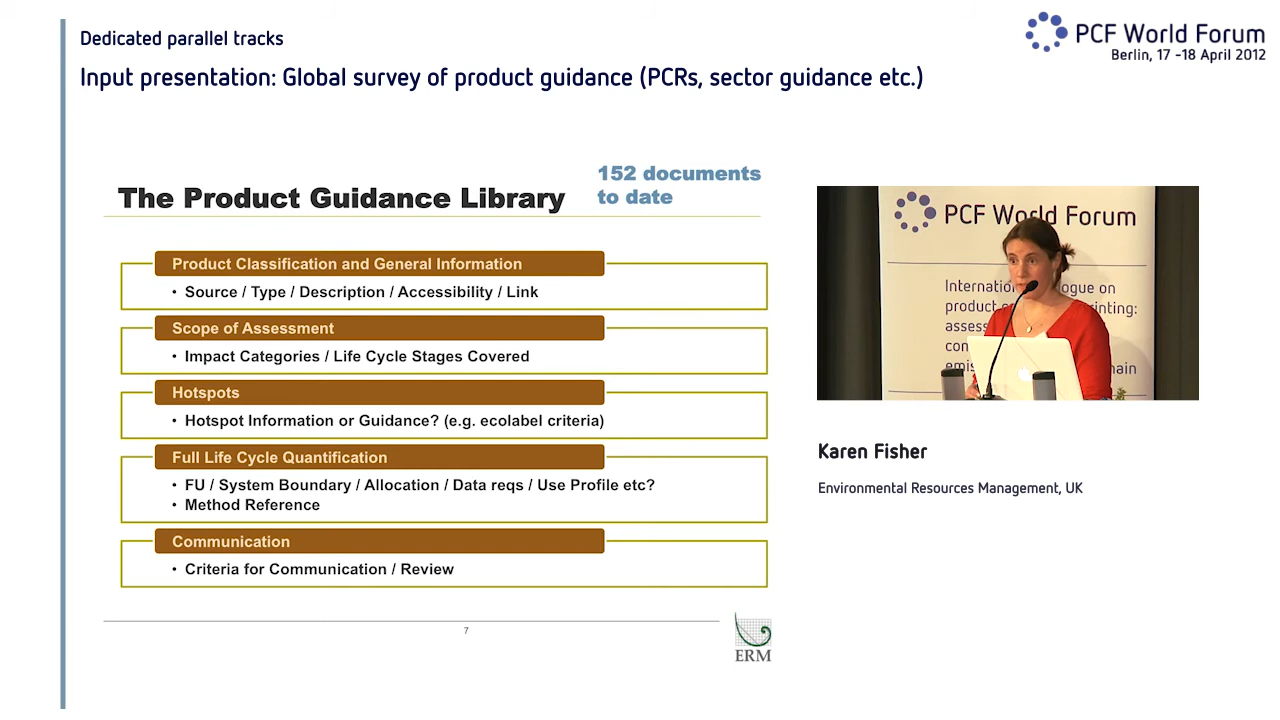 Dedicated parallel tracks
Input presentation: Global survey of product guidance (PCRs, sector guidance etc.)
PCF World Forum
Berlin, 17 -18 April 2012
The Product Guidance Library
152 documents
to date
Product Classification and General Information
• Source / Type / Description / Accessibility / Link
Scope of Assessment
• Impact Categories / Life Cycle Stages Covered
Hotspots
• Hotspot Information or Guidance? (e.g. ecolabel criteria)
Full Life Cycle Quantification
• FU / System Boundary / Allocation / Data reqs / Use Profile etc?
• Method Reference
Communication
• Criteria for Communication / Review
7
ERM
PCF World Forum
Karen Fisher
Environmental Resources Management, UK